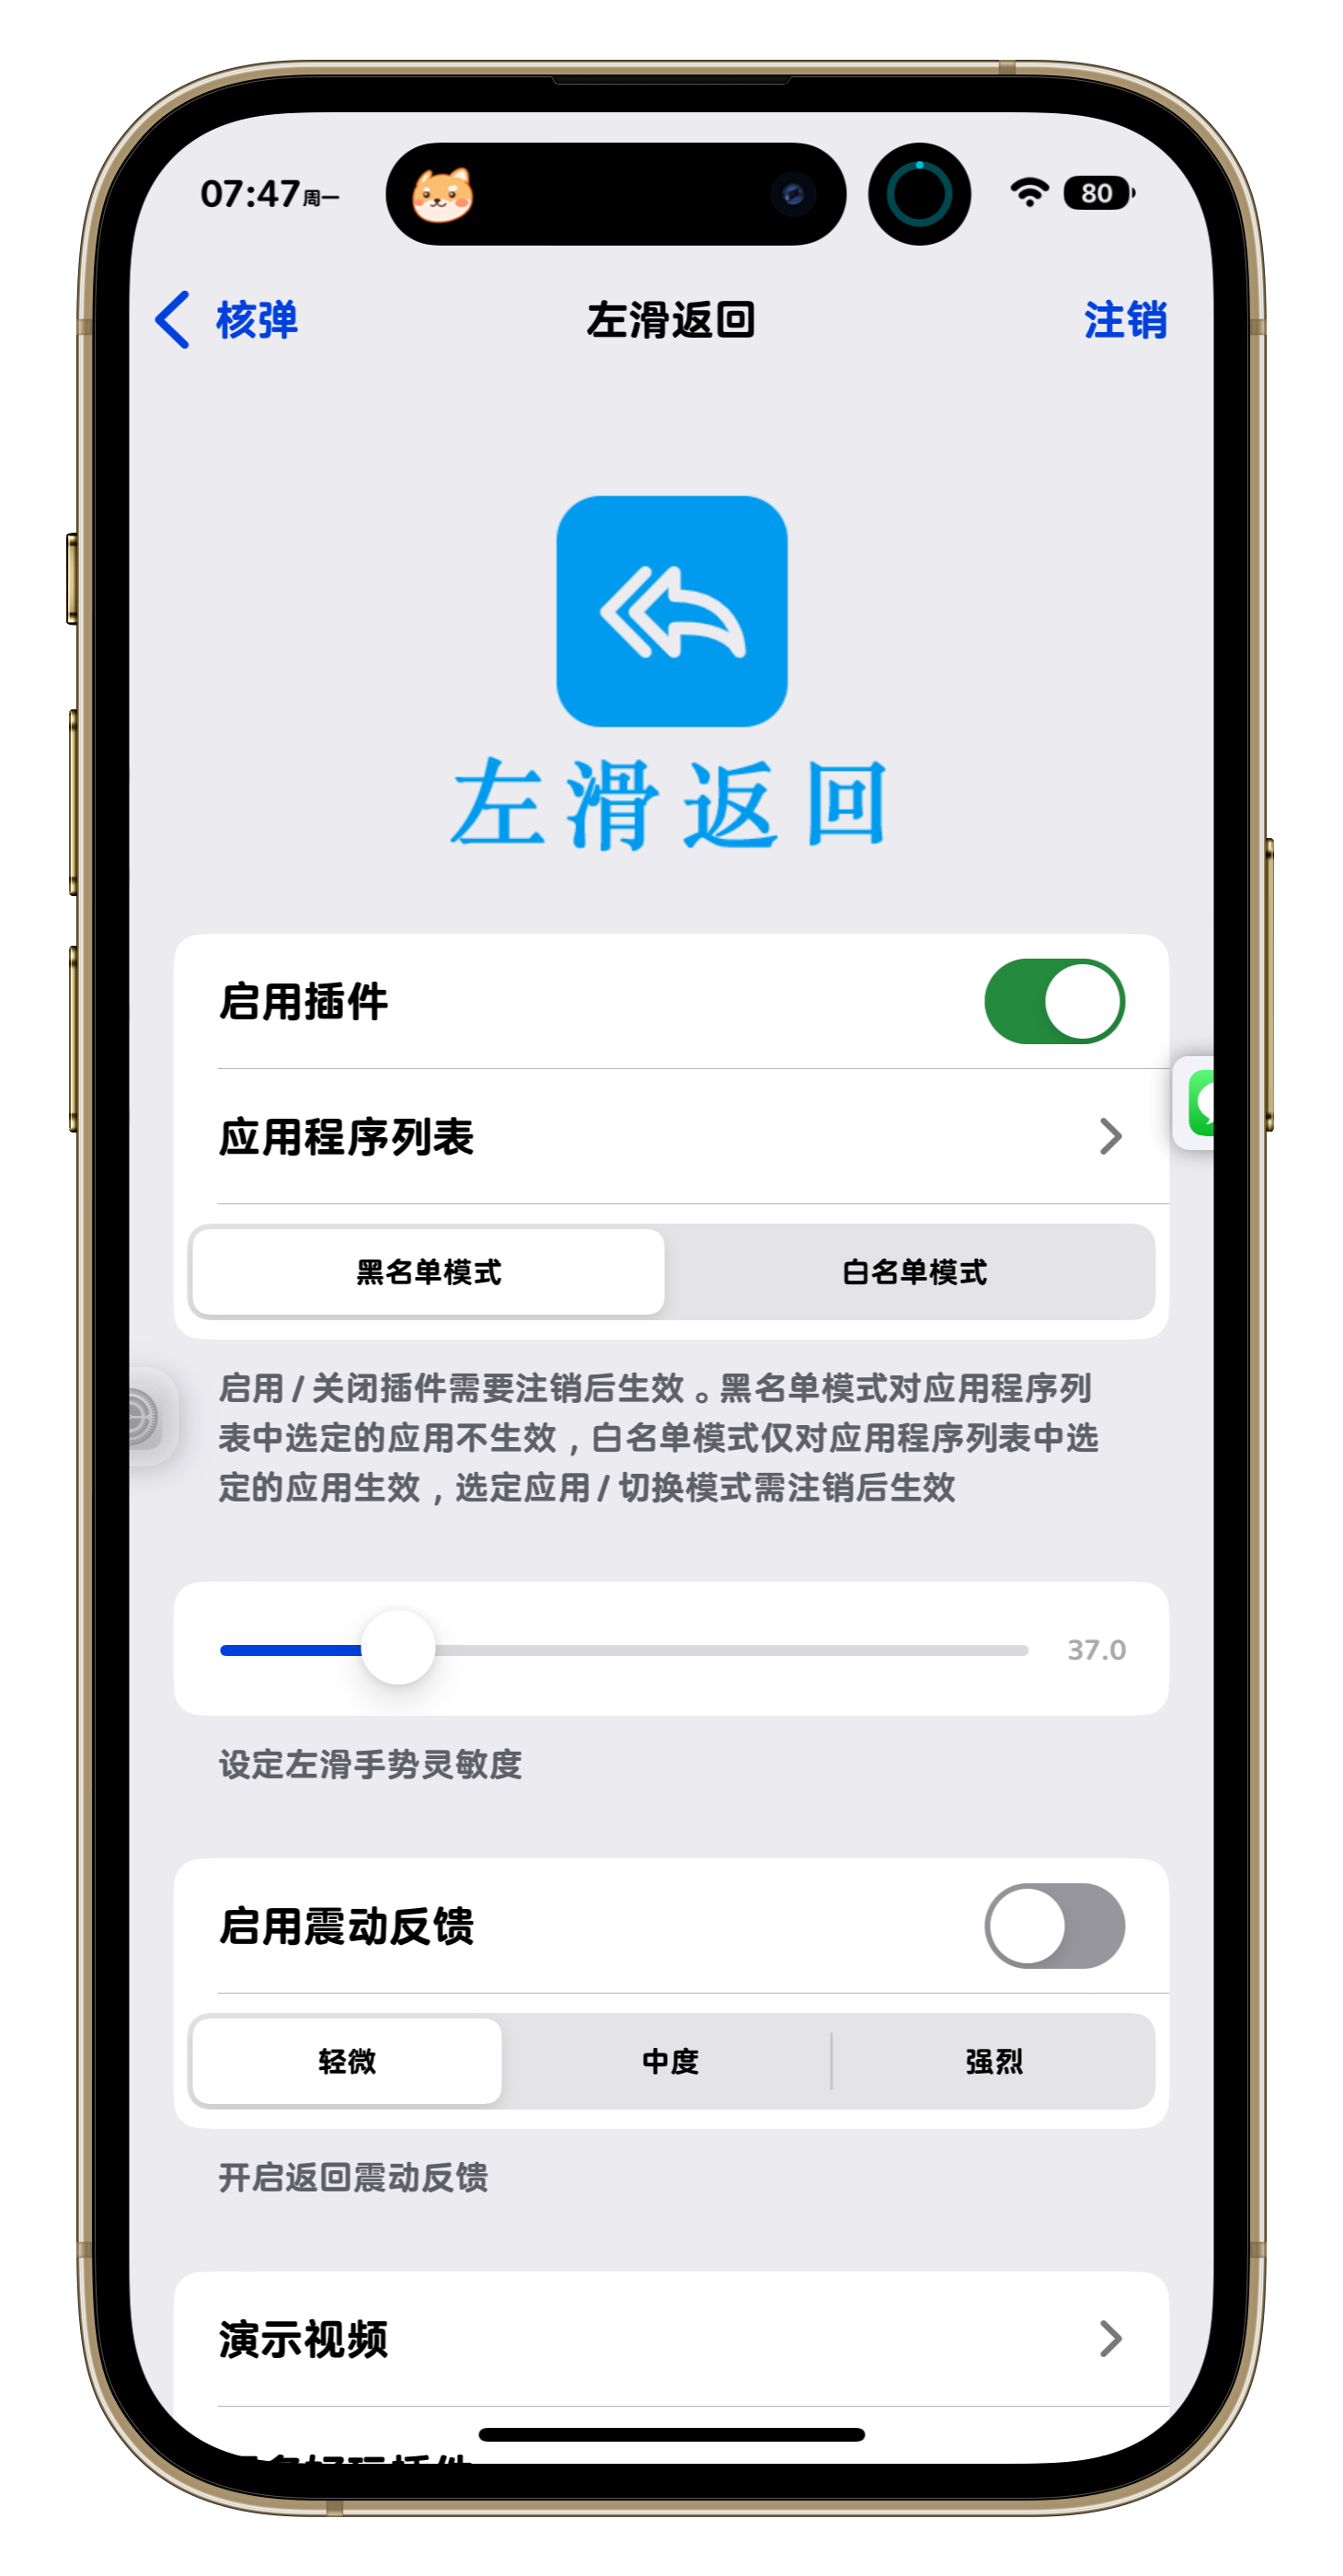 07:47周一
80
核弹
左滑返回
注销
左滑返回
启用插件
应用程序列表
黑名单模式
白名单模式
启用/关闭插件需要注销后生效。黑名单模式对应用程序列
表中选定的应用不生效,白名单模式仅对应用程序列表中选
定的应用生效,选定应用/切换模式需注销后生效
37.0
设定左滑手势灵敏度
启用震动反馈
轻微
中度
强烈
开启返回震动反馈
演示视频